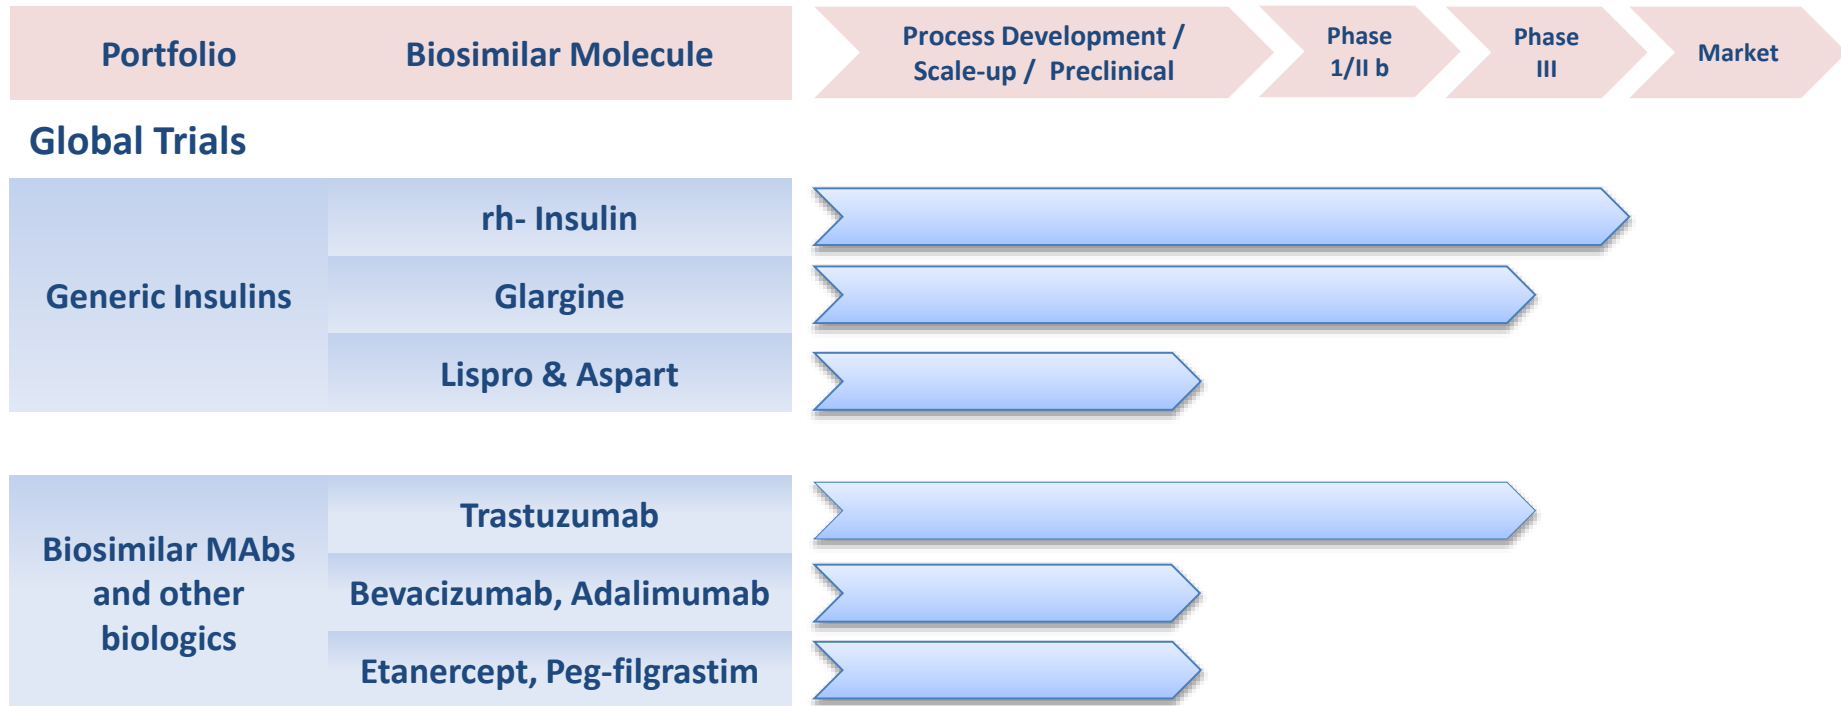 Portfolio
Biosimilar Molecule
Process Development /
Scale-up / Preclinical
Phase
1/II b
Phase
III
Market
Global Trials
Generic Insulins
rh- Insulin
Glargine
Lispro & Aspart
Biosimilar MAbs
and other
biologics
Trastuzumab
Bevacizumab, Adalimumab
Etanercept, Peg-filgrastim